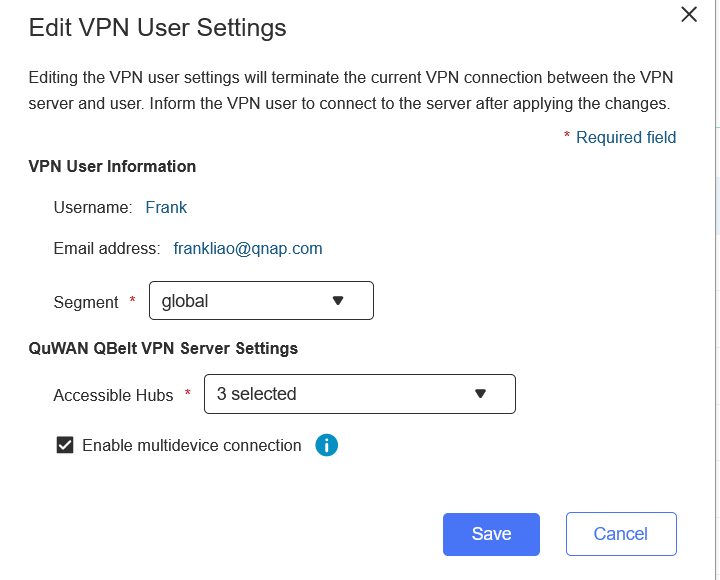 Edit VPN User Settings
Editing the VPN user settings will terminate the current VPN connection between the VPN
server and user. Inform the VPN user to connect to the server after applying the changes.
* Required field
VPN User Information
Username: Frank
Email address: frankliao@qnap.com
Segment * global
QuWAN QBelt VPN Server Settings
Accessible Hubs * 3 selected
Enable multidevice connection
Save Cancel